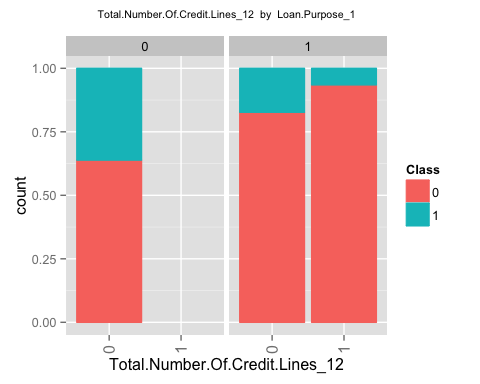 Total.Number.Of.Credit.Lines_12 by Loan.Purpose_1
0 1
1.00
0.75
0.50
0.25
0.00
count
0 1 0 1
Total.Number.Of.Credit.Lines_12
Class
0
1